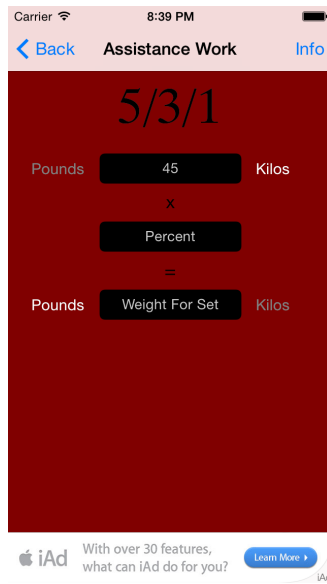 Carrier 8:39 PM
Back Assistance Work Info
5/3/1
Pounds 45 Kilos
x
Percent
=
Pounds Weight For Set Kilos
iAd With over 30 features,
what can iAd do for you? Learn More